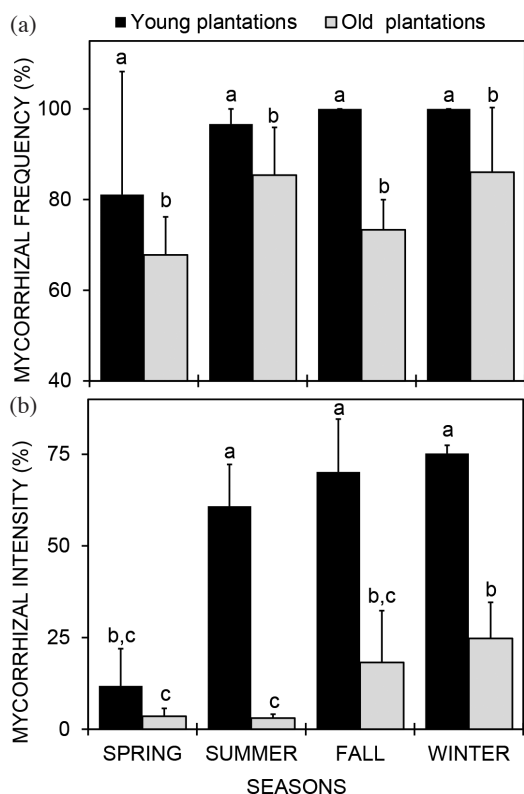 (a)
Young plantations Old plantations
MYCORRHIZAL FREQUENCY (%)
100
80
60
40
a b a b a b a b
(b)
MYCORRHIZAL INTENSITY (%)
75
50
25
0
b,c c a c a b,c a b
SPRING SUMMER FALL WINTER
SEASONS